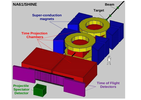 NA61/SHINE
Beam
Target
Super-conduction
magnets
Time Projection
Chambers
Projectile
Spectator
Detector
Time of Flight
Detectors